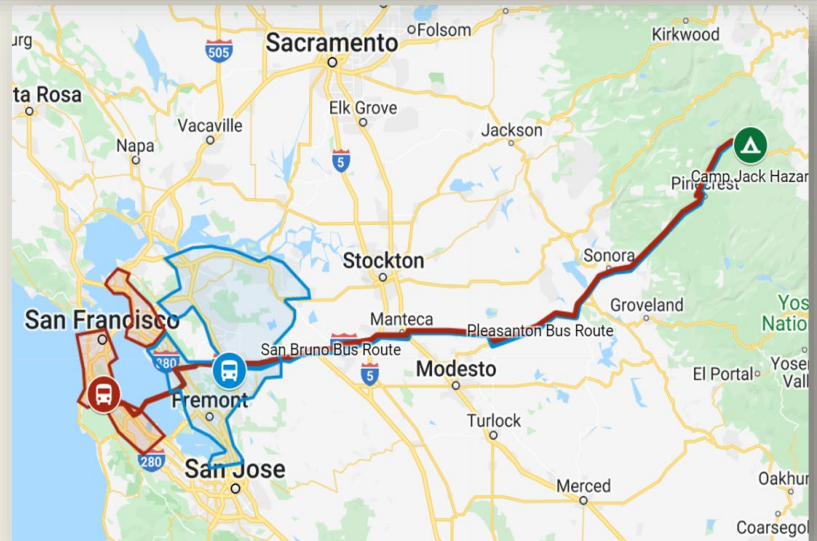 urg
505
Sacramento
Folsom
Kirkwood
ta Rosa
Napa
Vacaville
Elk Grove
Jackson
5
Camp Jack Hazar
Pinecrest
Stockton
Sonora
San Francisco
Manteca
Pleasanton Bus Route
Groveland
Yos
Natio
San Bruno Bus Route
880
5
Modesto
El Portal
Yosem
Vall
Fremont
Turlock
280
San Jose
Merced
Oakhur
Coarsegol